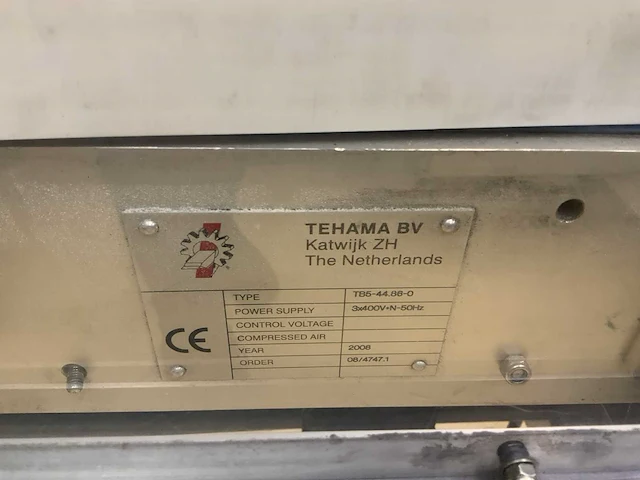 TEHAMA BV
Katwijk ZH
The Netherlands
TYPE TB5-44.88-0
POWER SUPPLY 3x400V+N-50Hz
CONTROL VOLTAGE
COMPRESSED AIR
YEAR 2008
ORDER 08/4747.1
CE